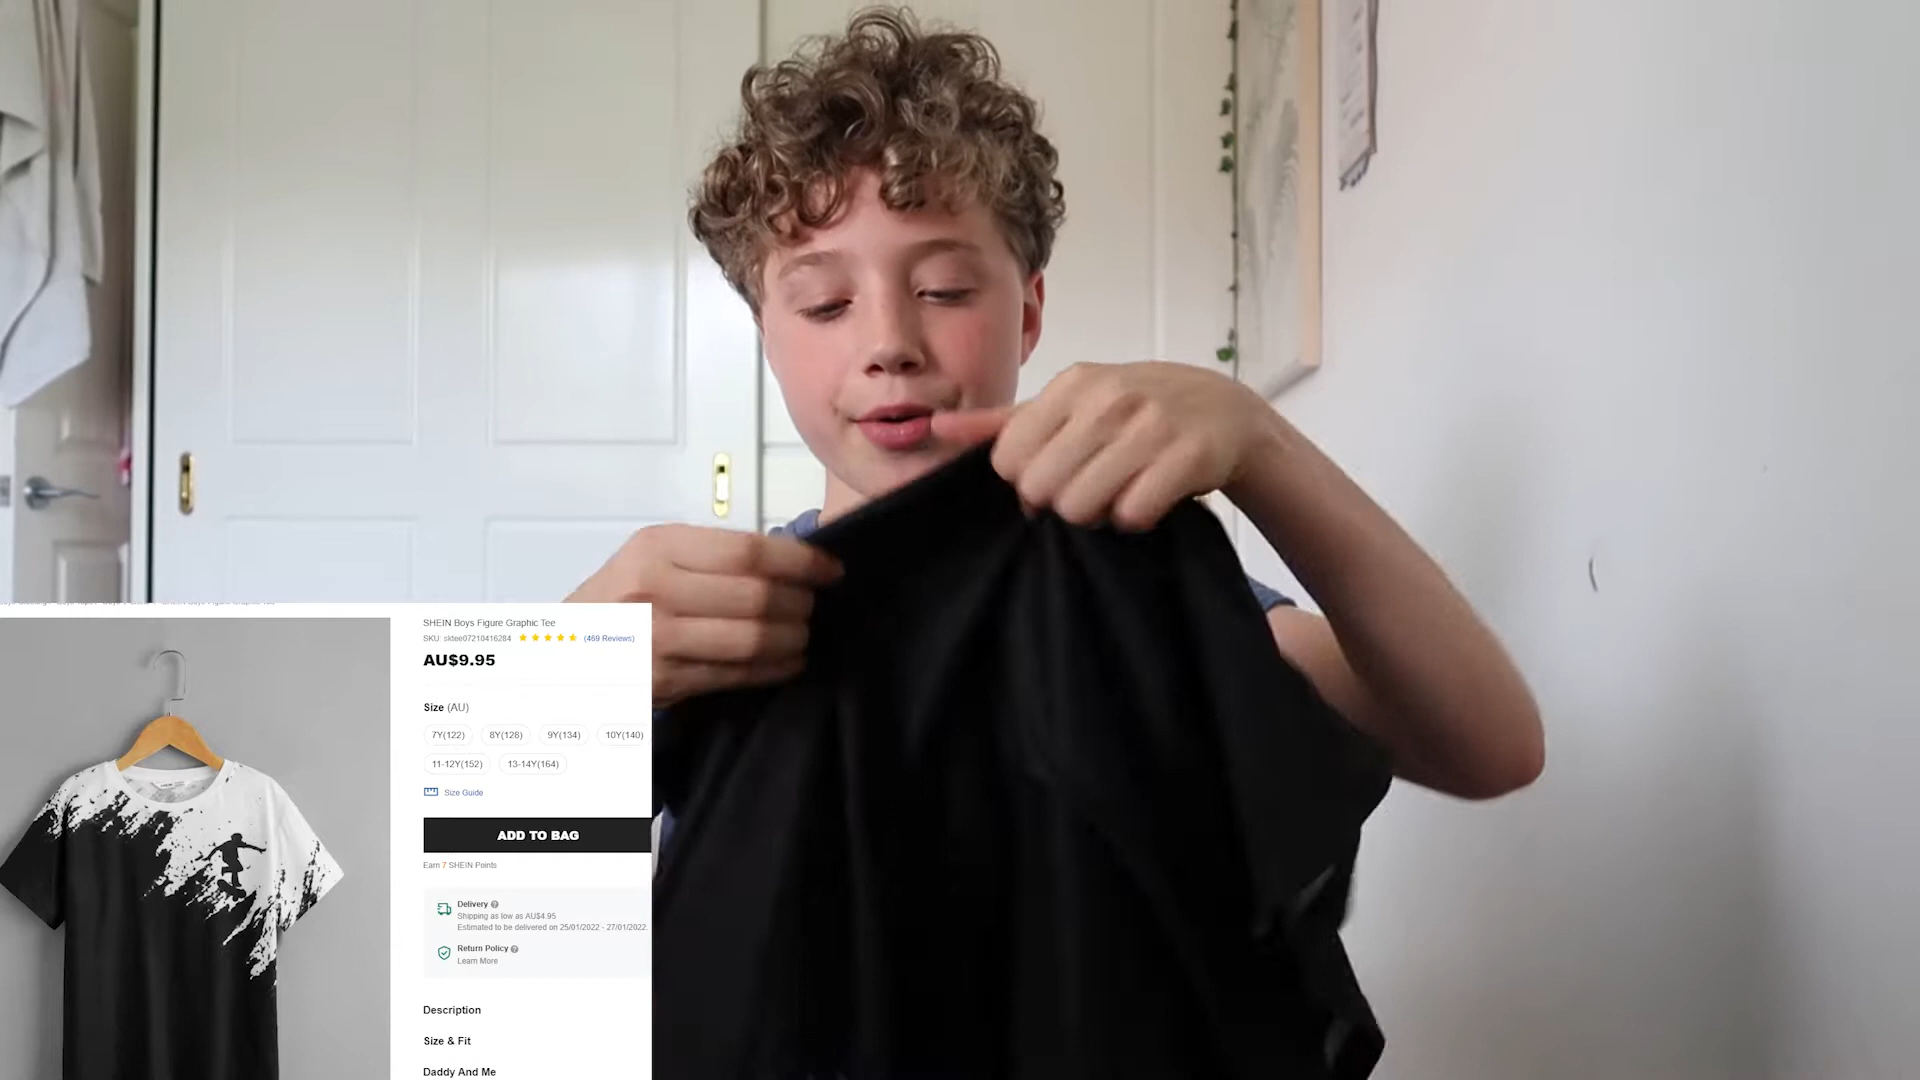 SHEIN Boys Figure Graphic Tee
SKU: sktee07210416284 (469 Reviews)
AU$9.95
Size (AU)
7Y(122) 8Y(128) 9Y(134) 10Y(140)
11-12Y(152) 13-14Y(164)
Size Guide
ADD TO BAG
Earn 7 SHEIN Points
Delivery
Shipping as low as AU$4.95
Estimated to be delivered on 25/01/2022 - 27/01/2022.
Return Policy
Learn More
Description
Size & Fit
Daddy And Me